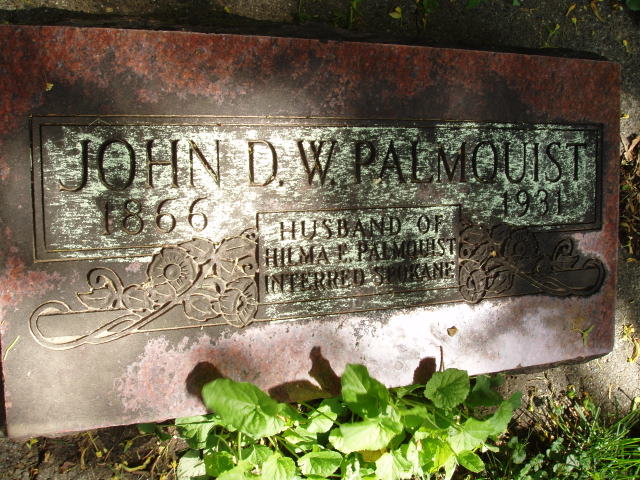 JOHN D. W. PALMQUIST
1866 1931
HUSBAND OF
HILMA P. PALMQUIST
INTERRED SPOKANE